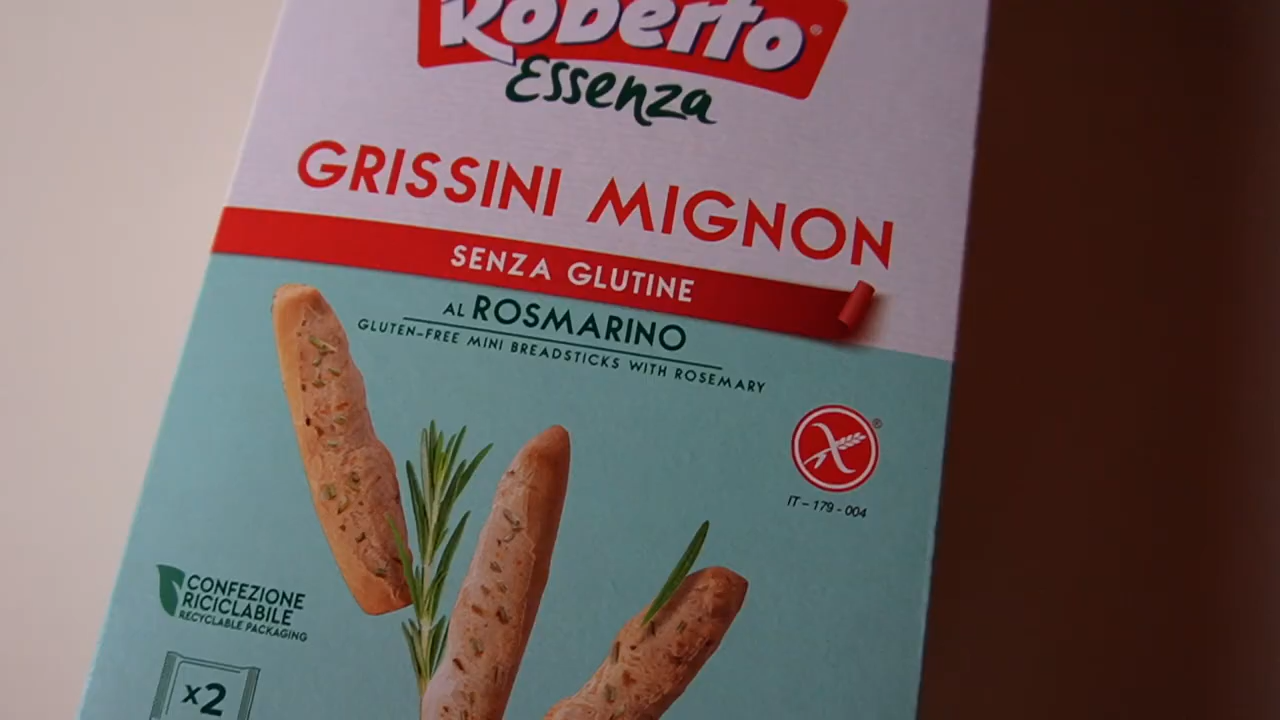 Roberto®
Essenza
GRISSINI MIGNON
SENZA GLUTINE
AL ROSMARINO
GLUTEN-FREE MINI BREADSTICKS WITH ROSEMARY
®
IT - 179 - 004
CONFEZIONE
RICICLABILE
RECYCLABLE PACKAGING
x2